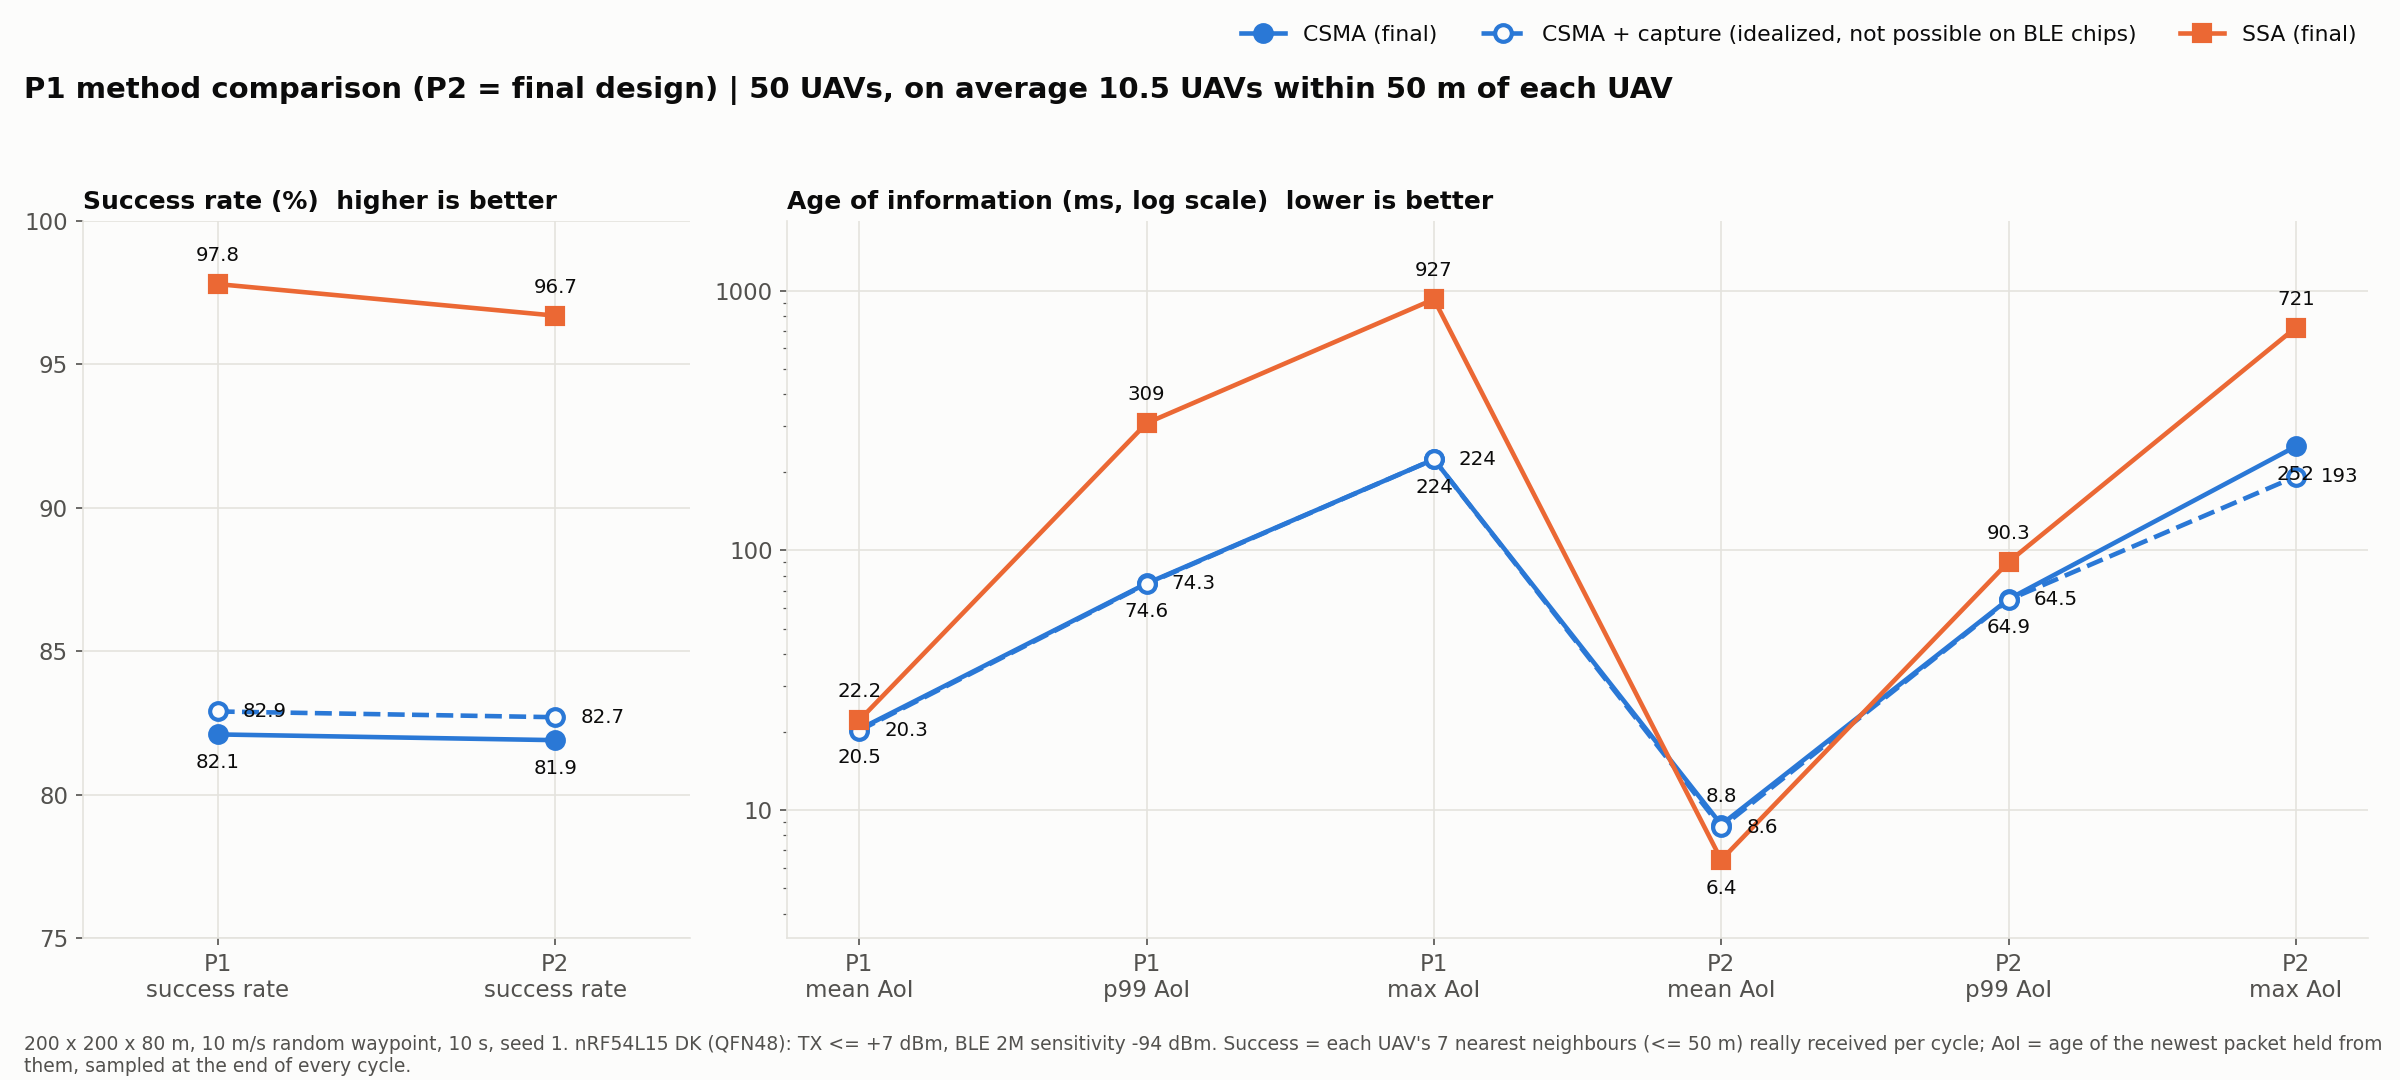 CSMA (final)
CSMA + capture (idealized, not possible on BLE chips)
SSA (final)
P1 method comparison (P2 = final design) | 50 UAVs, on average 10.5 UAVs within 50 m of each UAV
Success rate (%)  higher is better
100
95
90
85
80
75
97.8
96.7
82.9
82.7
82.1
81.9
P1
success rate
P2
success rate
Age of information (ms, log scale)  lower is better
1000
100
10
927
721
309
224
224
252
193
90.3
74.3
74.6
64.5
64.9
22.2
20.3
20.5
8.8
8.6
6.4
P1
mean AoI
P1
p99 AoI
P1
max AoI
P2
mean AoI
P2
p99 AoI
P2
max AoI
200 x 200 x 80 m, 10 m/s random waypoint, 10 s, seed 1. nRF54L15 DK (QFN48): TX <= +7 dBm, BLE 2M sensitivity -94 dBm. Success = each UAV's 7 nearest neighbours (<= 50 m) really received per cycle; AoI = age of the newest packet held from
them, sampled at the end of every cycle.